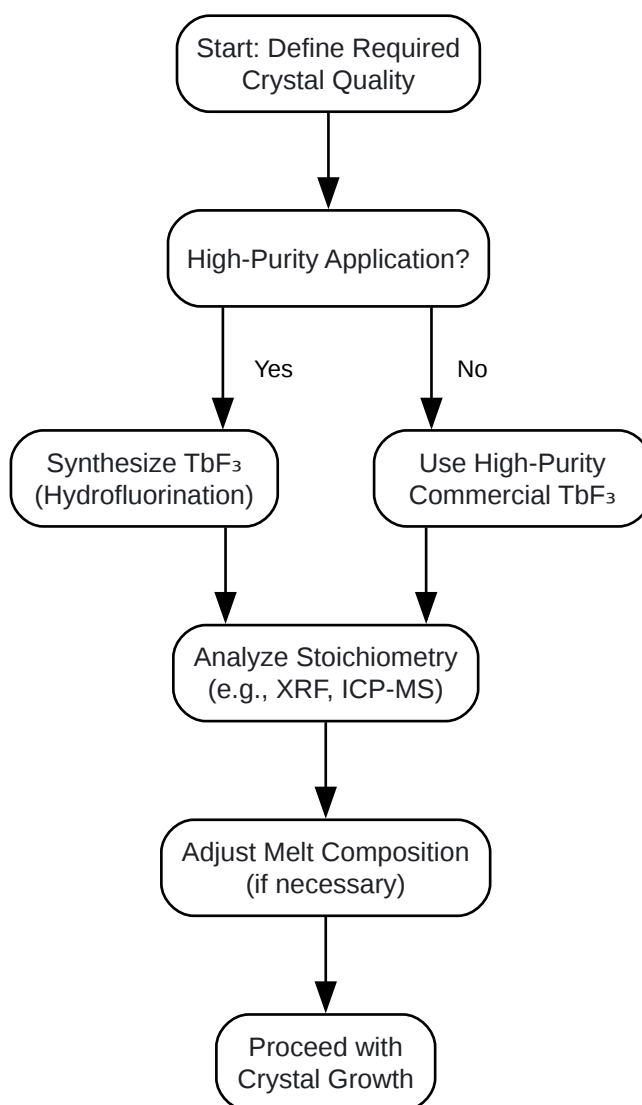 Start: Define Required
Crystal Quality
High-Purity Application?
Yes
No
Synthesize TbF₃
(Hydrofluorination)
Use High-Purity
Commercial TbF₃
Analyze Stoichiometry
(e.g., XRF, ICP-MS)
Adjust Melt Composition
(if necessary)
Proceed with
Crystal Growth